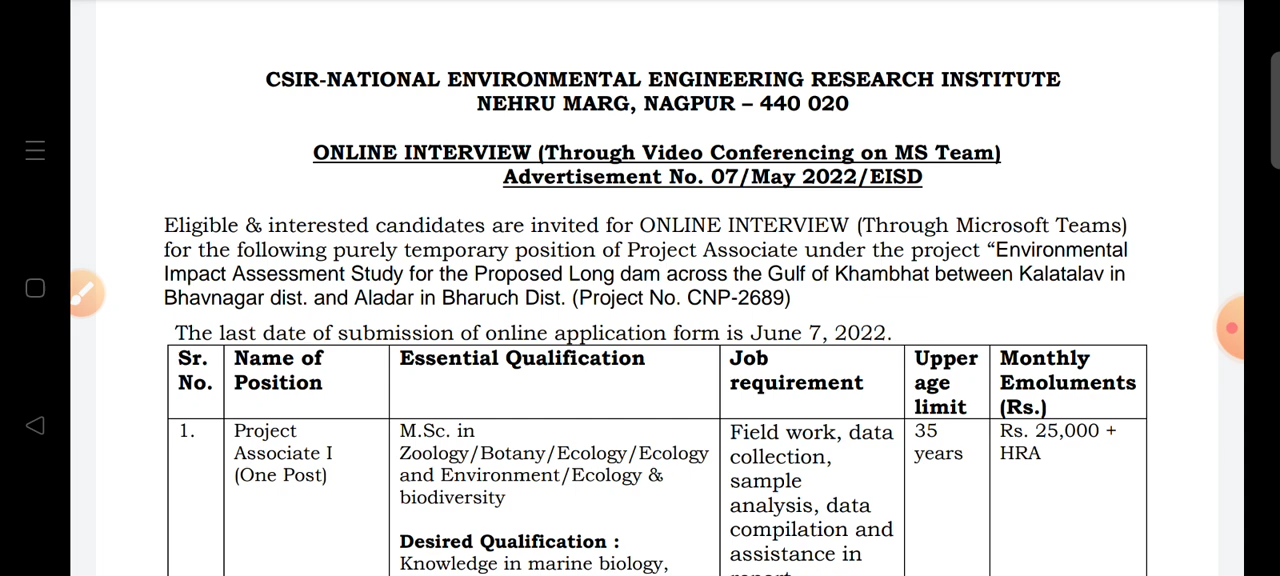 CSIR-NATIONAL ENVIRONMENTAL ENGINEERING RESEARCH INSTITUTE
NEHRU MARG, NAGPUR – 440 020
ONLINE INTERVIEW (Through Video Conferencing on MS Team)
Advertisement No. 07/May 2022/EISD
Eligible & interested candidates are invited for ONLINE INTERVIEW (Through Microsoft Teams)
for the following purely temporary position of Project Associate under the project “Environmental
Impact Assessment Study for the Proposed Long dam across the Gulf of Khambhat between Kalatalav in
Bhavnagar dist. and Aladar in Bharuch Dist. (Project No. CNP-2689)
The last date of submission of online application form is June 7, 2022.
Sr. No.
Name of Position
Essential Qualification
Job requirement
Upper age limit
Monthly Emoluments (Rs.)
1.
Project
Associate I
(One Post)
M.Sc. in
Zoology/Botany/Ecology/Ecology
and Environment/Ecology &
biodiversity
Desired Qualification :
Knowledge in marine biology,
Field work, data
collection,
sample
analysis, data
compilation and
assistance in
35
years
Rs. 25,000 +
HRA